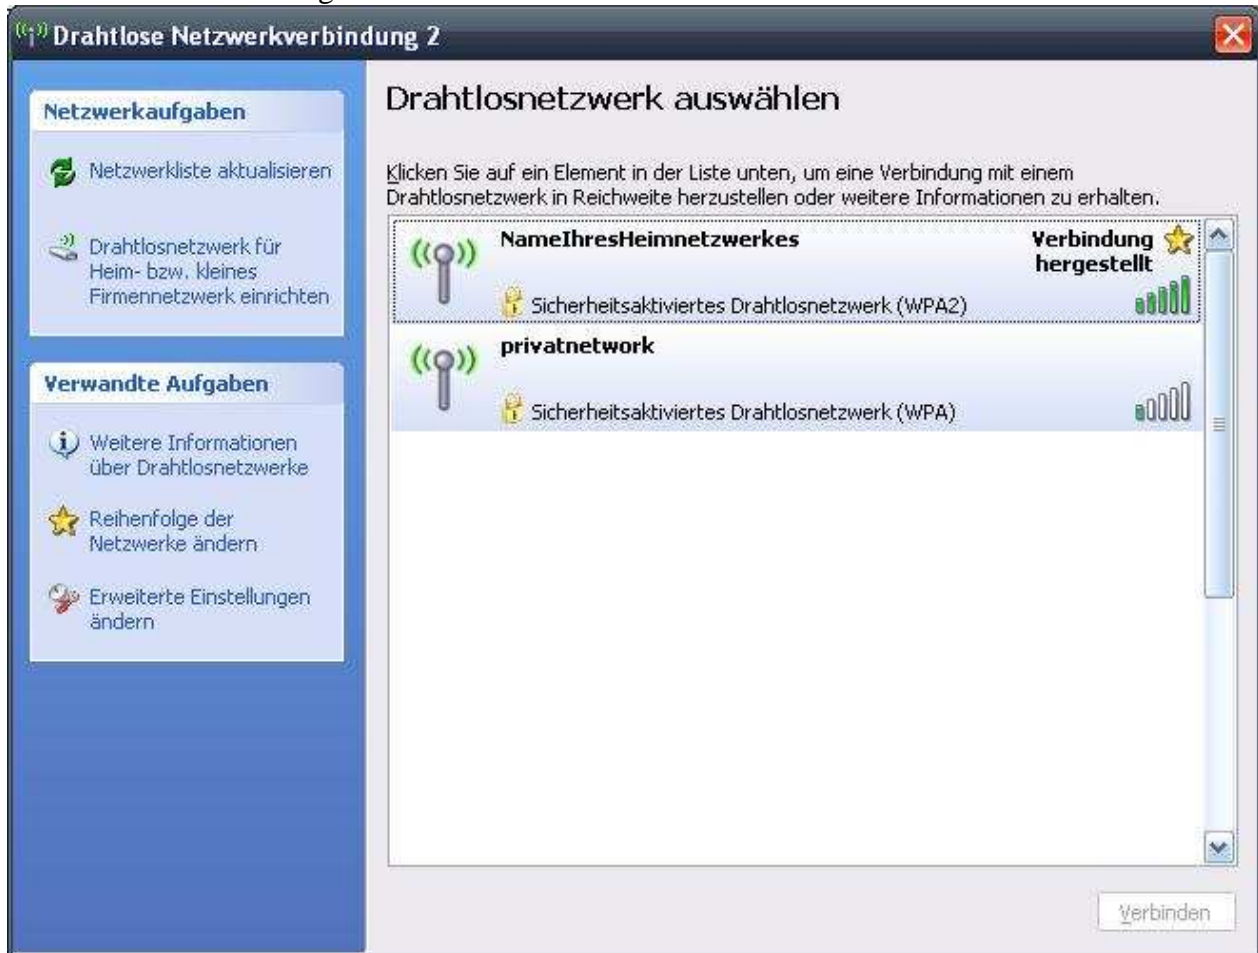 Drahtlose Netzwerkverbindung 2
Netzwerkaufgaben
Netzwerkliste aktualisieren
Drahtlosnetzwerk für
Heim- bzw. kleines
Firmennetzwerk einrichten
Verwandte Aufgaben
Weitere Informationen
über Drahtlosnetzwerke
Reihenfolge der
Netzwerke ändern
Erweiterte Einstellungen
ändern
Drahtlosnetzwerk auswählen
Klicken Sie auf ein Element in der Liste unten, um eine Verbindung mit einem
Drahtlosnetzwerk in Reichweite herzustellen oder weitere Informationen zu erhalten.
NameIhresHeimnetzwerkes
Verbindung
hergestellt
Sicherheitsaktiviertes Drahtlosnetzwerk (WPA2)
privatnetwork
Sicherheitsaktiviertes Drahtlosnetzwerk (WPA)
Verbinden